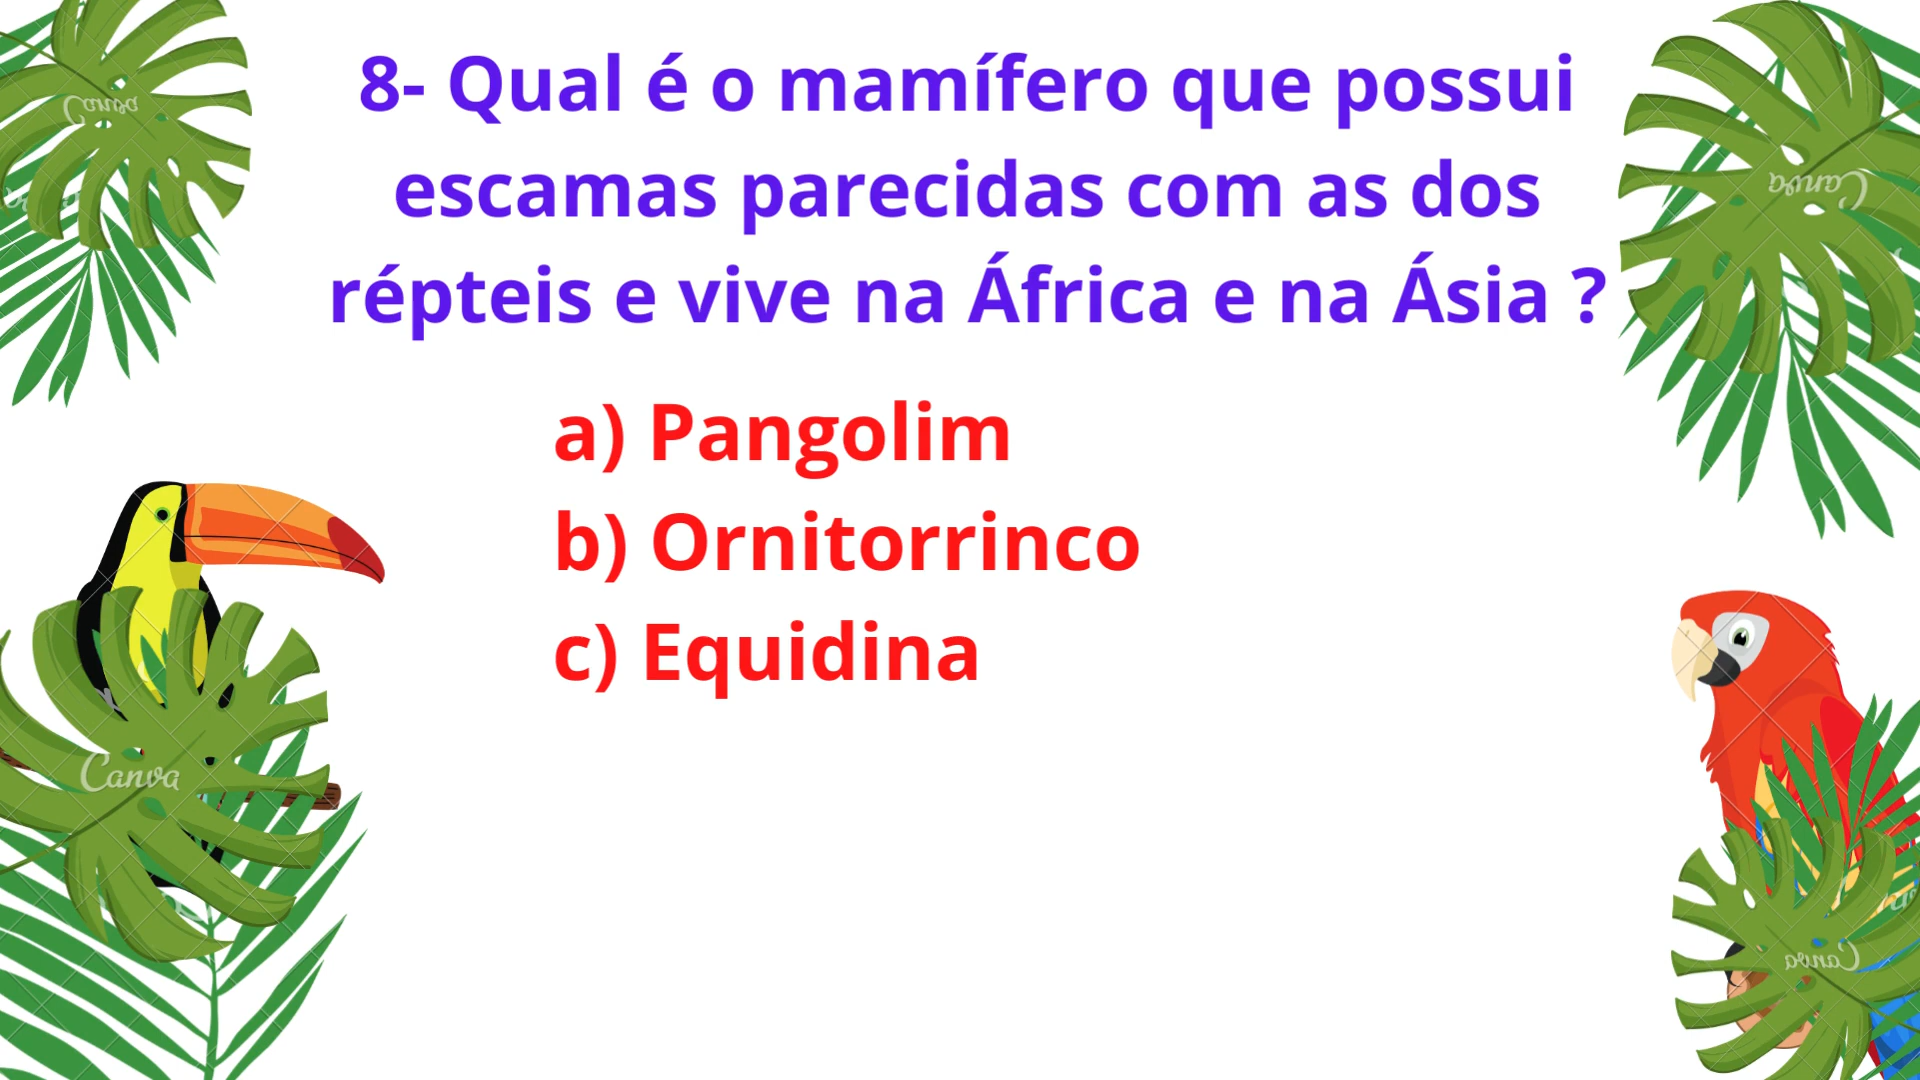 8- Qual é o mamífero que possui
escamas parecidas com as dos
répteis e vive na África e na Ásia ?
a) Pangolim
b) Ornitorrinco
c) Equidina
Canva
Canva
Canva
Canva